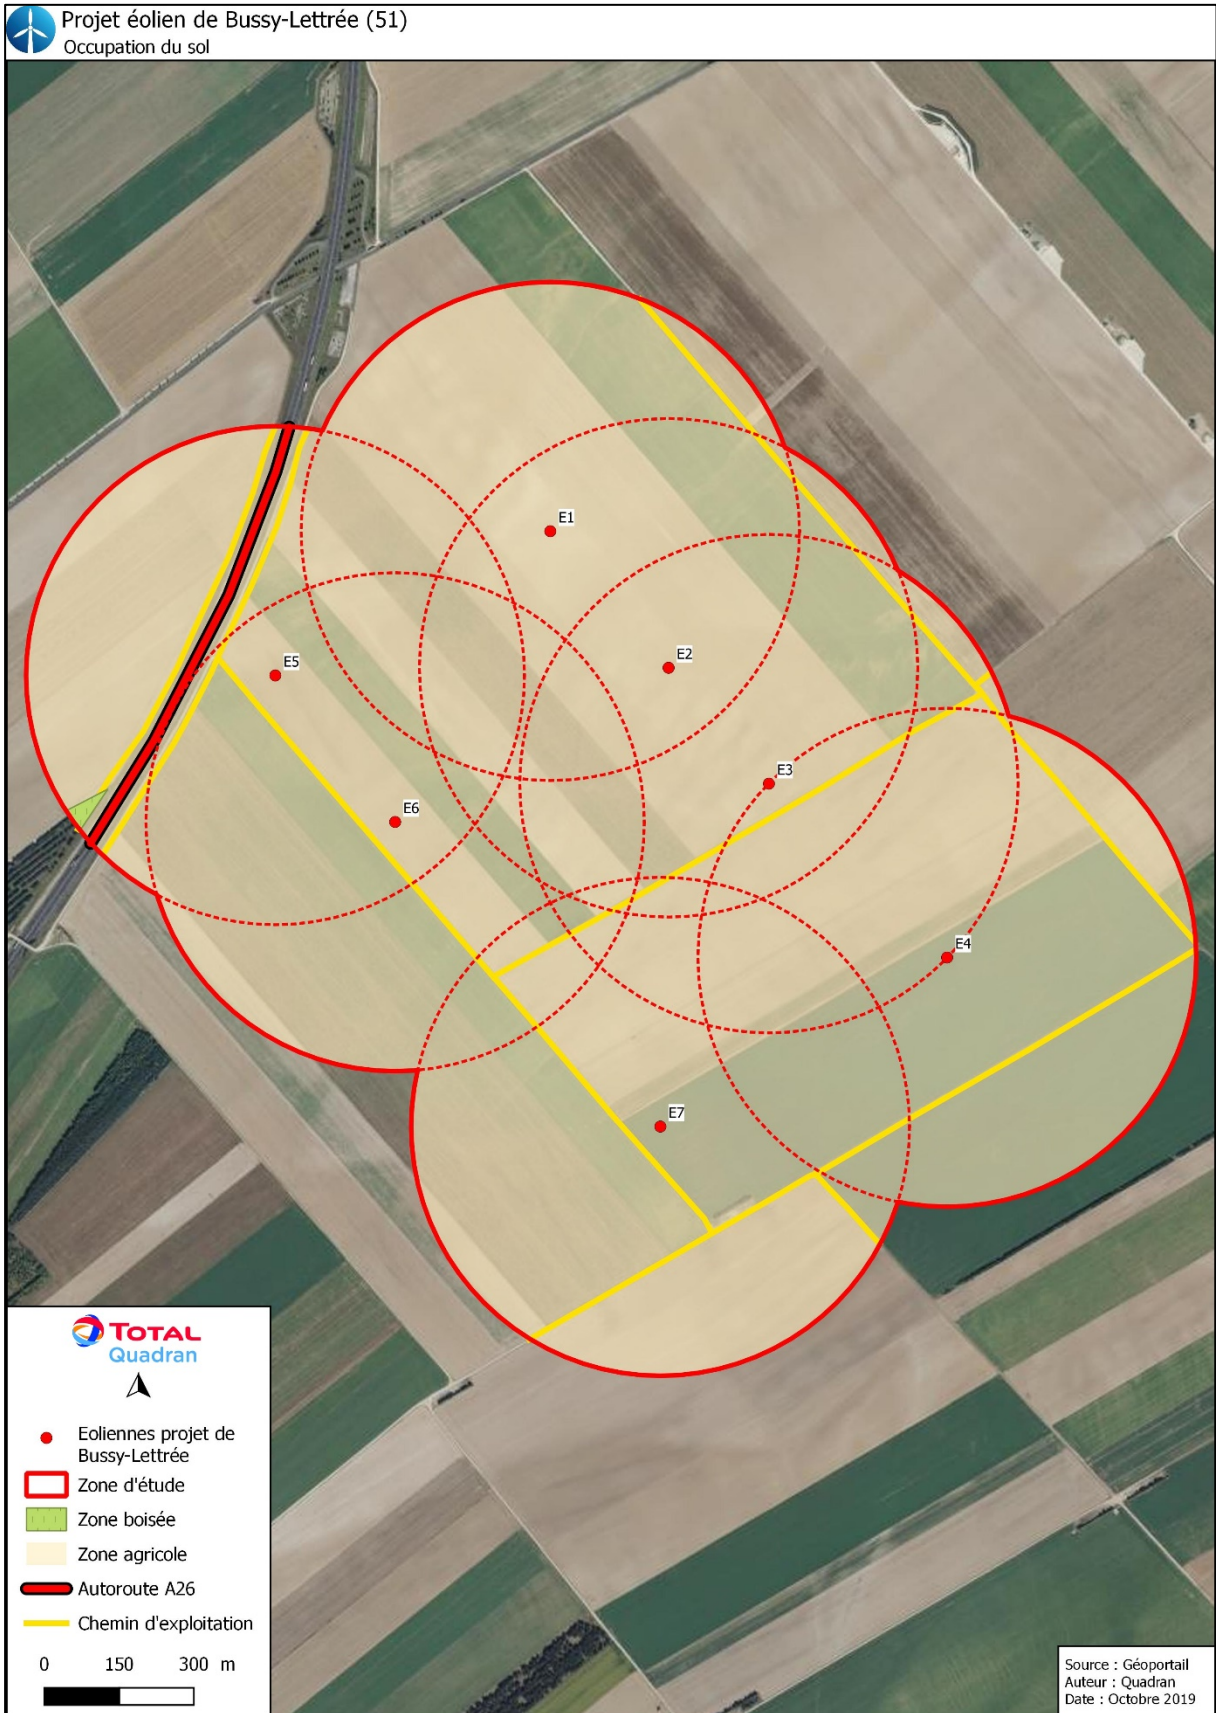 Projet éolien de Bussy-Lettrée (51)
Occupation du sol
E1
E2
E5
E3
E6
E4
E7
TOTAL
Quadran
Eoliennes projet de
Bussy-Lettrée
Zone d'étude
Zone boisée
Zone agricole
Autoroute A26
Chemin d'exploitation
0 150 300 m
Source : Géoportail
Auteur : Quadran
Date : Octobre 2019